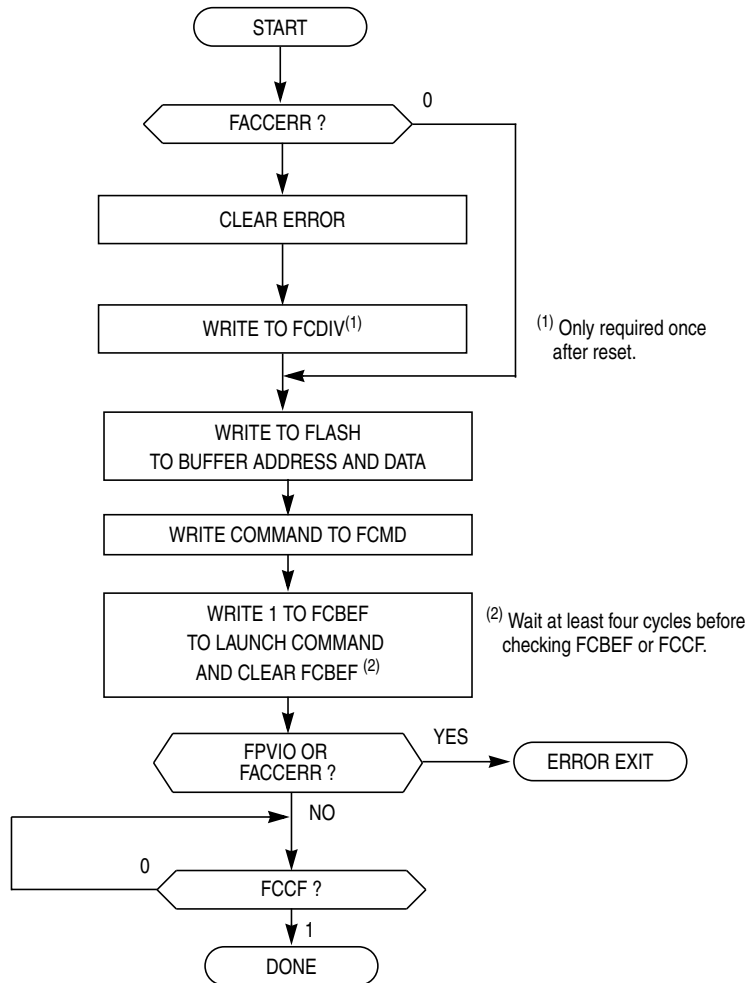 START
0
FACCERR ?
CLEAR ERROR
WRITE TO FCDIV(1)
(1) Only required once
after reset.
WRITE TO FLASH
TO BUFFER ADDRESS AND DATA
WRITE COMMAND TO FCMD
WRITE 1 TO FCBEF
TO LAUNCH COMMAND
AND CLEAR FCBEF (2)
(2) Wait at least four cycles before
checking FCBEF or FCCF.
FPVIO OR
FACCERR ?
YES
ERROR EXIT
NO
0
FCCF ?
1
DONE